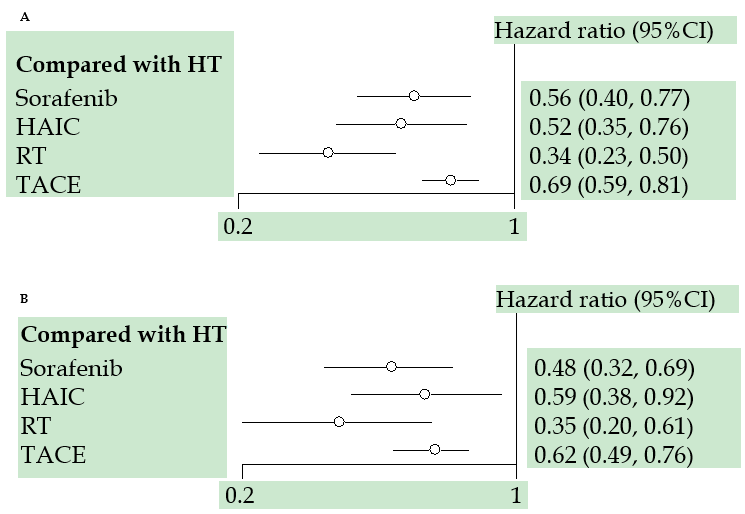 A
Hazard ratio (95%CI)
Compared with HT
Sorafenib 0.56 (0.40, 0.77)
HAIC 0.52 (0.35, 0.76)
RT 0.34 (0.23, 0.50)
TACE 0.69 (0.59, 0.81)
0.2 1
B
Hazard ratio (95%CI)
Compared with HT
Sorafenib 0.48 (0.32, 0.69)
HAIC 0.59 (0.38, 0.92)
RT 0.35 (0.20, 0.61)
TACE 0.62 (0.49, 0.76)
0.2 1